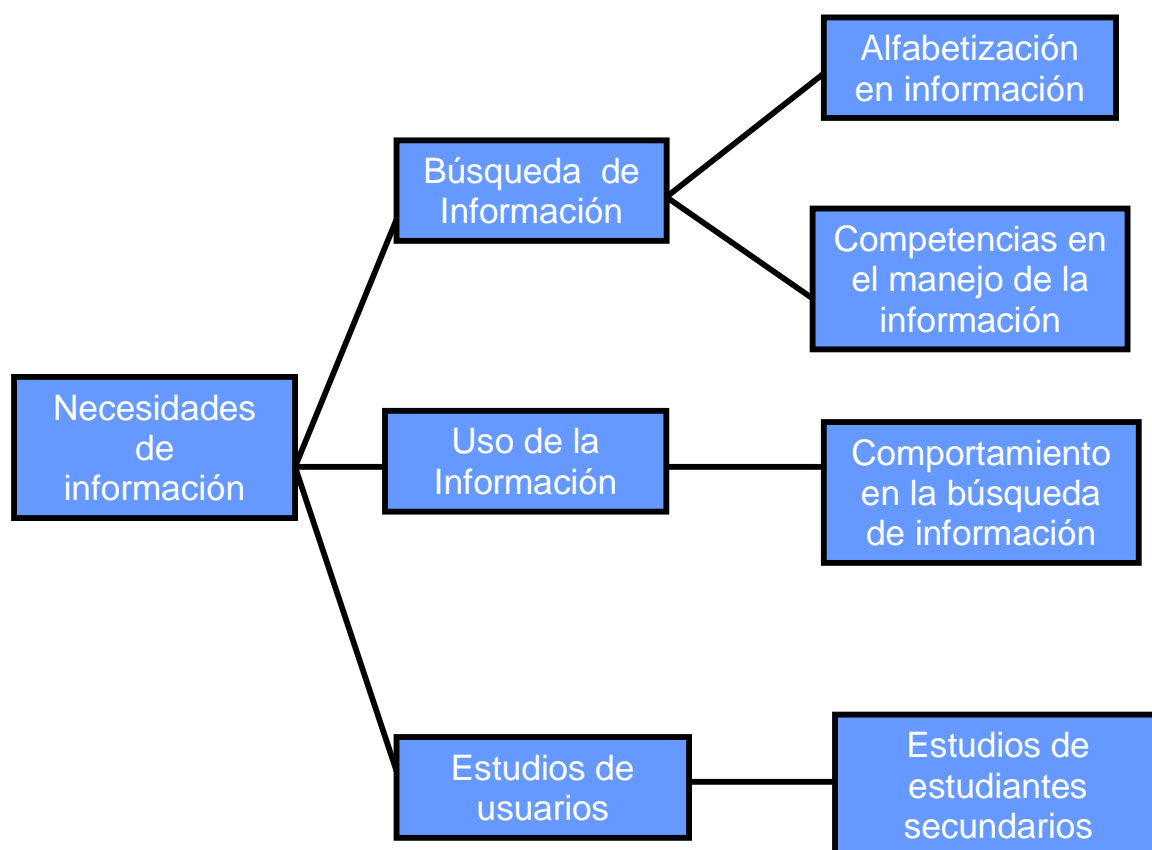 Alfabetización
en información
Búsqueda de
Información
Competencias en
el manejo de la
información
Necesidades
de
información
Uso de la
Información
Comportamiento
en la búsqueda
de información
Estudios de
usuarios
Estudios de
estudiantes
secundarios